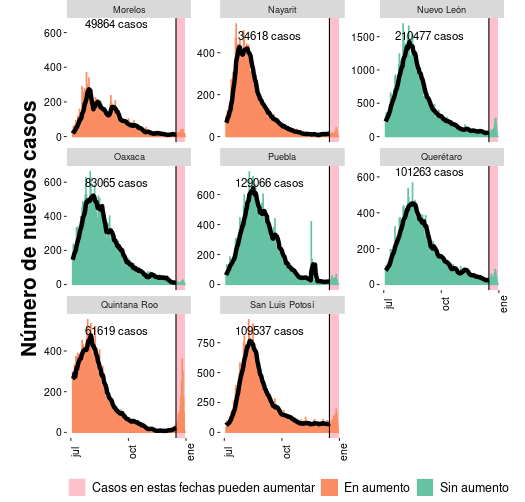 Número de nuevos casos
Morelos
49864 casos
600
400
200
0
Nayarit
34618 casos
400
200
0
Nuevo León
210477 casos
1500
1000
500
0
Oaxaca
83065 casos
600
400
200
0
Puebla
129066 casos
600
400
200
0
Querétaro
101263 casos
600
400
200
0
jul
oct
ene
Quintana Roo
61619 casos
400
200
0
jul
oct
ene
San Luis Potosí
109537 casos
750
500
250
0
jul
oct
ene
Casos en estas fechas pueden aumentar
En aumento
Sin aumento